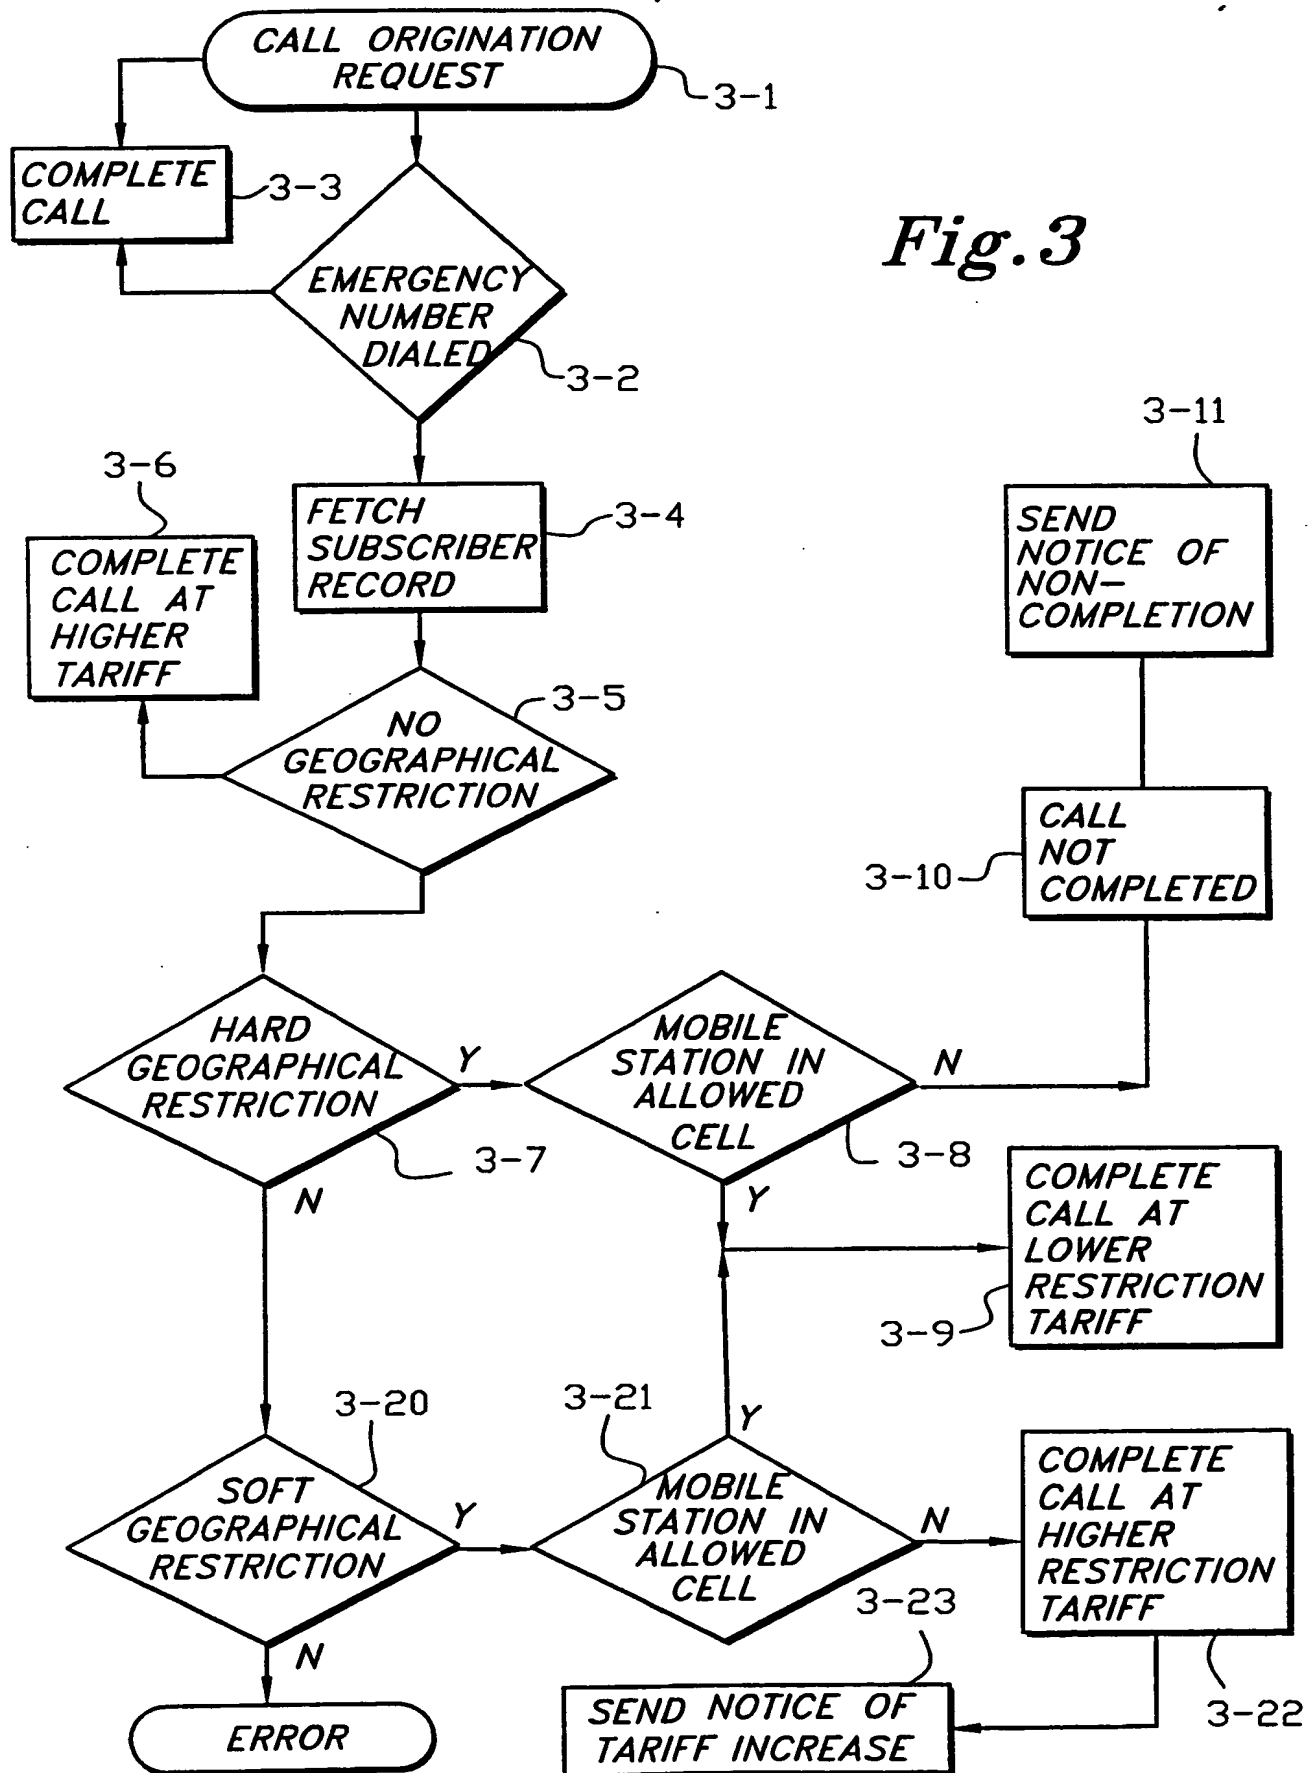 CALL ORIGINATION
REQUEST
3-1
COMPLETE
CALL
3-3
Fig.3
EMERGENCY
NUMBER
DIALED
3-2
3-11
3-6
FETCH
SUBSCRIBER
RECORD
3-4
SEND
NOTICE OF
NON-
COMPLETION
COMPLETE
CALL AT
HIGHER
TARIFF
3-5
NO
GEOGRAPHICAL
RESTRICTION
CALL
NOT
COMPLETED
3-10
HARD
GEOGRAPHICAL
RESTRICTION
Y
3-7
N
MOBILE
STATION IN
ALLOWED
CELL
N
3-8
Y
COMPLETE
CALL AT
LOWER
RESTRICTION
TARIFF
3-9
3-20
SOFT
GEOGRAPHICAL
RESTRICTION
Y
N
3-21
Y
MOBILE
STATION IN
ALLOWED
CELL
N
COMPLETE
CALL AT
HIGHER
RESTRICTION
TARIFF
3-22
3-23
ERROR
SEND NOTICE OF
TARIFF INCREASE